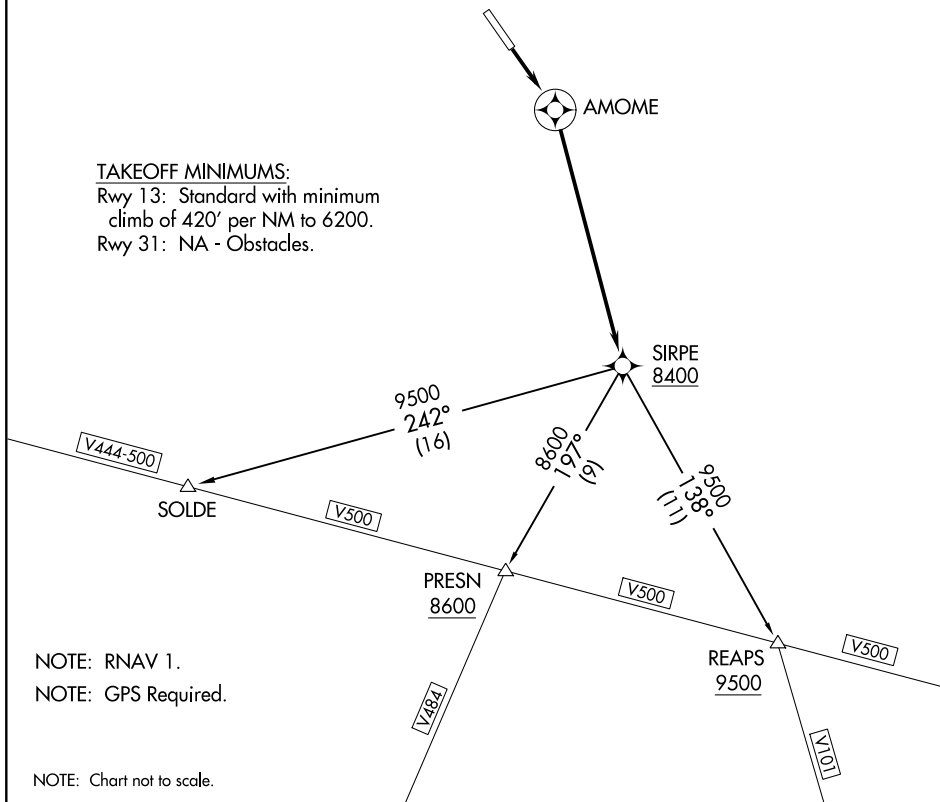 AMOME
TAKEOFF MINIMUMS:
Rwy 13: Standard with minimum
climb of 420' per NM to 6200.
Rwy 31: NA - Obstacles.
SIRPE
8400
9500
242°
(16)
8600
197°
(9)
9500
138°
(11)
V444-500
SOLDE
V500
PRESN
8600
V500
REAPS
9500
V500
V484
V101
NOTE: RNAV 1.
NOTE: GPS Required.
NOTE: Chart not to scale.